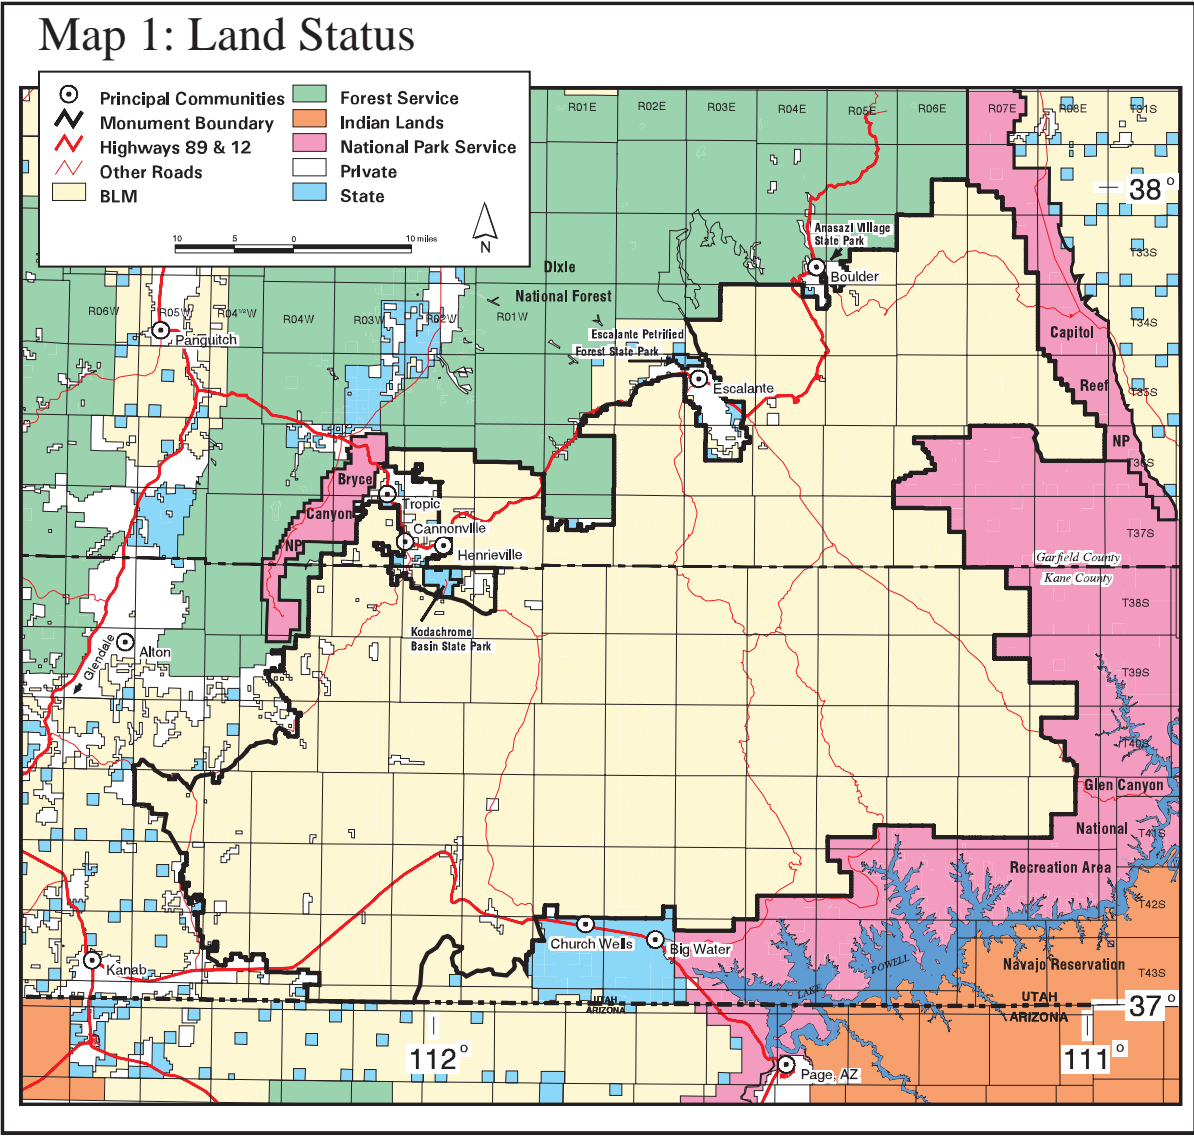 Map 1: Land Status
Principal Communities
Monument Boundary
Highways 89 & 12
Other Roads
BLM
Forest Service
Indian Lands
National Park Service
Private
State
10 5 0 10 miles
N
R01E R02E R03E R04E R05E R06E R07E R08E T31S
38°
Anasazi Village
State Park
T33S
Boulder
Dixie
National Forest
R06W R05W R04½W R04W R03W R02W R01W
T34S
Panguitch
Escalante Petrified
Forest State Park
Capitol
Reef
NP
Escalante
T35S
T36S
Bryce
Canyon
NP
Tropic
Cannonville
Henrieville
T37S
Garfield County
Kane County
T38S
Kodachrome
Basin State Park
Glendale
Alton
T39S
T40S
Glen Canyon
National
Recreation Area
T41S
T42S
Church Wells
Big Water
Kanab
LAKE
POWELL
Navajo Reservation
T43S
UTAH
ARIZONA
UTAH
ARIZONA
37°
112°
111°
Page, AZ